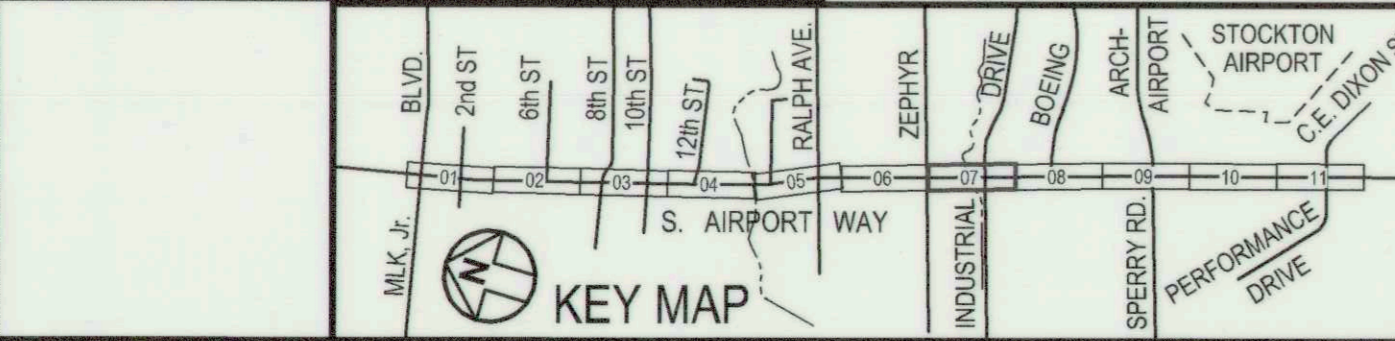 BLVD.
2nd ST
6th ST
8th ST
10th ST
12th ST
RALPH AVE.
ZEPHYR
DRIVE
BOEING
ARCH-
AIRPORT
STOCKTON
AIRPORT
C.E. DIXON
01
02
03
04
05
06
07
08
09
10
11
S. AIRPORT WAY
MLK, Jr.
N
KEY MAP
INDUSTRIAL
SPERRY RD.
PERFORMANCE
DRIVE